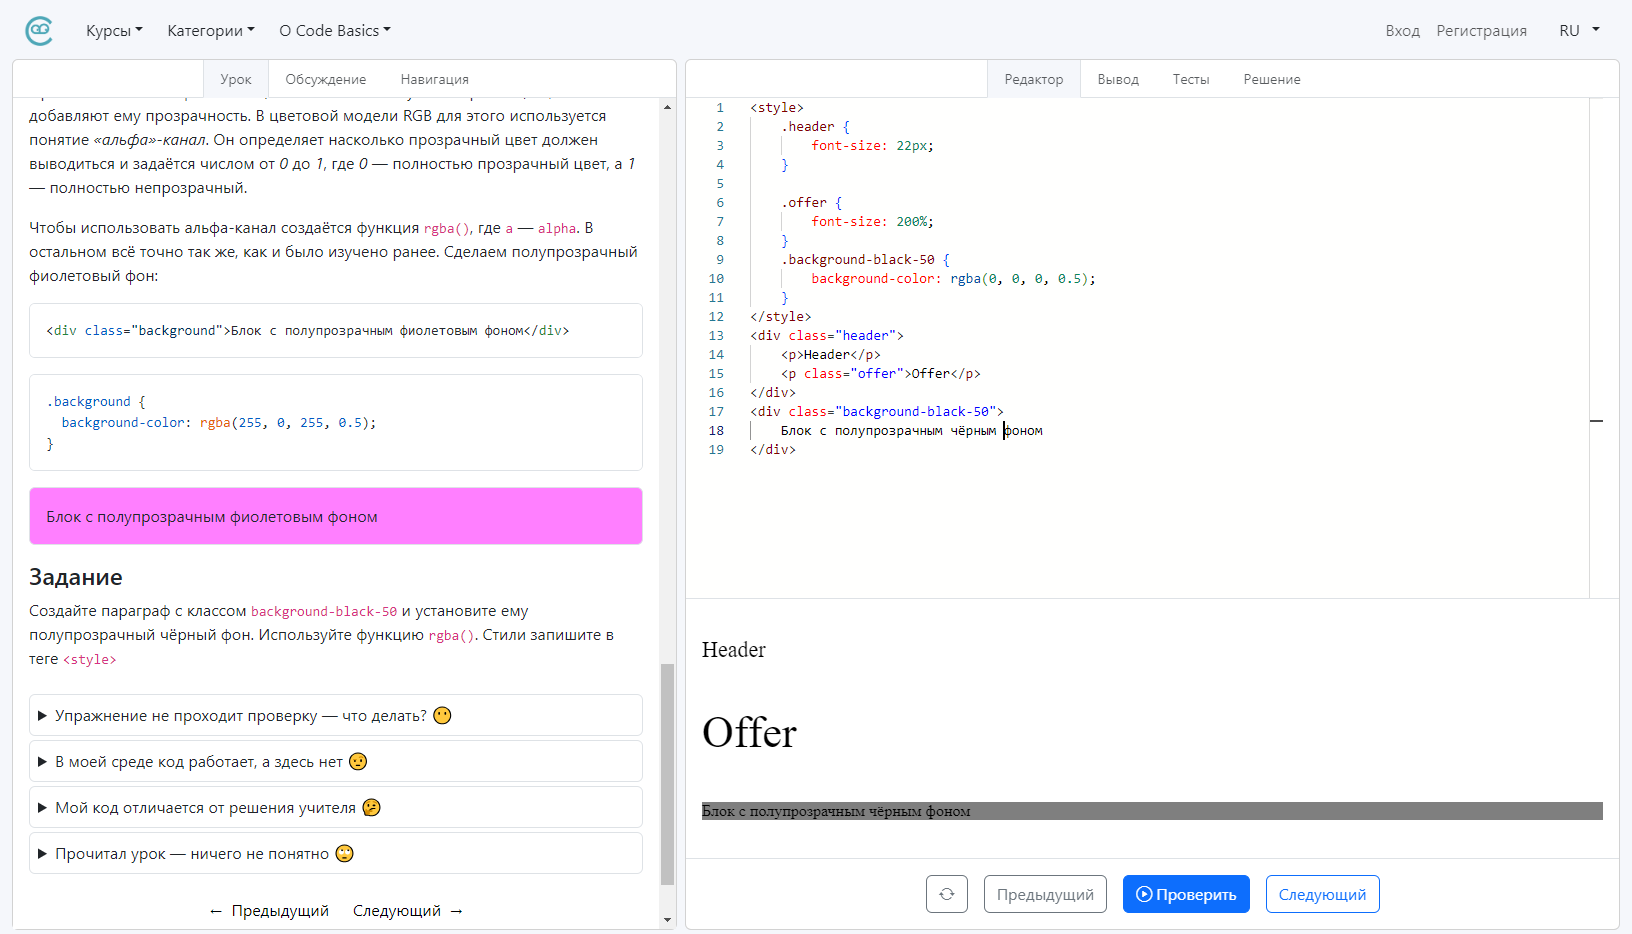 Курсы Категории О Code Basics Вход Регистрация RU
Урок Обсуждение Навигация
добавляют ему прозрачность. В цветовой модели RGB для этого используется
понятие «альфа»-канал. Он определяет насколько прозрачный цвет должен
выводиться и задаётся числом от 0 до 1, где 0 — полностью прозрачный цвет, а 1
— полностью непрозрачный.
Чтобы использовать альфа-канал создаётся функция rgba(), где a — alpha. В
остальном всё точно так же, как и было изучено ранее. Сделаем полупрозрачный
фиолетовый фон:
<div class="background">Блок с полупрозрачным фиолетовым фоном</div>
.background {
  background-color: rgba(255, 0, 255, 0.5);
}
Блок с полупрозрачным фиолетовым фоном
Задание
Создайте параграф с классом background-black-50 и установите ему
полупрозрачный чёрный фон. Используйте функцию rgba(). Стили запишите в
теге <style>
Упражнение не проходит проверку — что делать? 😶
В моей среде код работает, а здесь нет 🤨
Мой код отличается от решения учителя 🤔
Прочитал урок — ничего не понятно 🙄
← Предыдущий Следующий →
Редактор Вывод Тесты Решение
1 <style>
2     .header {
3         font-size: 22px;
4     }
5
6     .offer {
7         font-size: 200%;
8     }
9     .background-black-50 {
10         background-color: rgba(0, 0, 0, 0.5);
11     }
12 </style>
13 <div class="header">
14     <p>Header</p>
15     <p class="offer">Offer</p>
16 </div>
17 <div class="background-black-50">
18     Блок с полупрозрачным чёрным фоном
19 </div>
Header
Offer
Блок с полупрозрачным чёрным фоном
Предыдущий Проверить Следующий